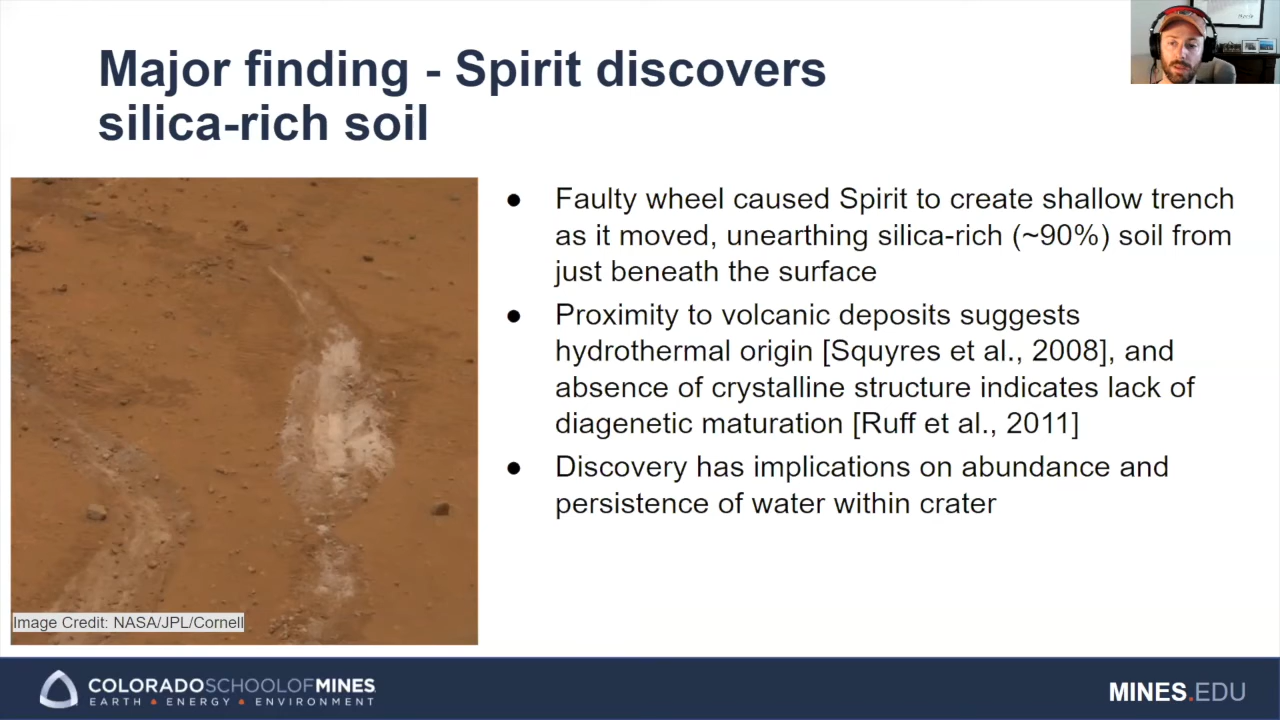 Major finding - Spirit discovers
silica-rich soil
● Faulty wheel caused Spirit to create shallow trench
as it moved, unearthing silica-rich (~90%) soil from
just beneath the surface
● Proximity to volcanic deposits suggests
hydrothermal origin [Squyres et al., 2008], and
absence of crystalline structure indicates lack of
diagenetic maturation [Ruff et al., 2011]
● Discovery has implications on abundance and
persistence of water within crater
Image Credit: NASA/JPL/Cornell
COLORADOSCHOOLOFMINES
EARTH • ENERGY • ENVIRONMENT
MINES.EDU